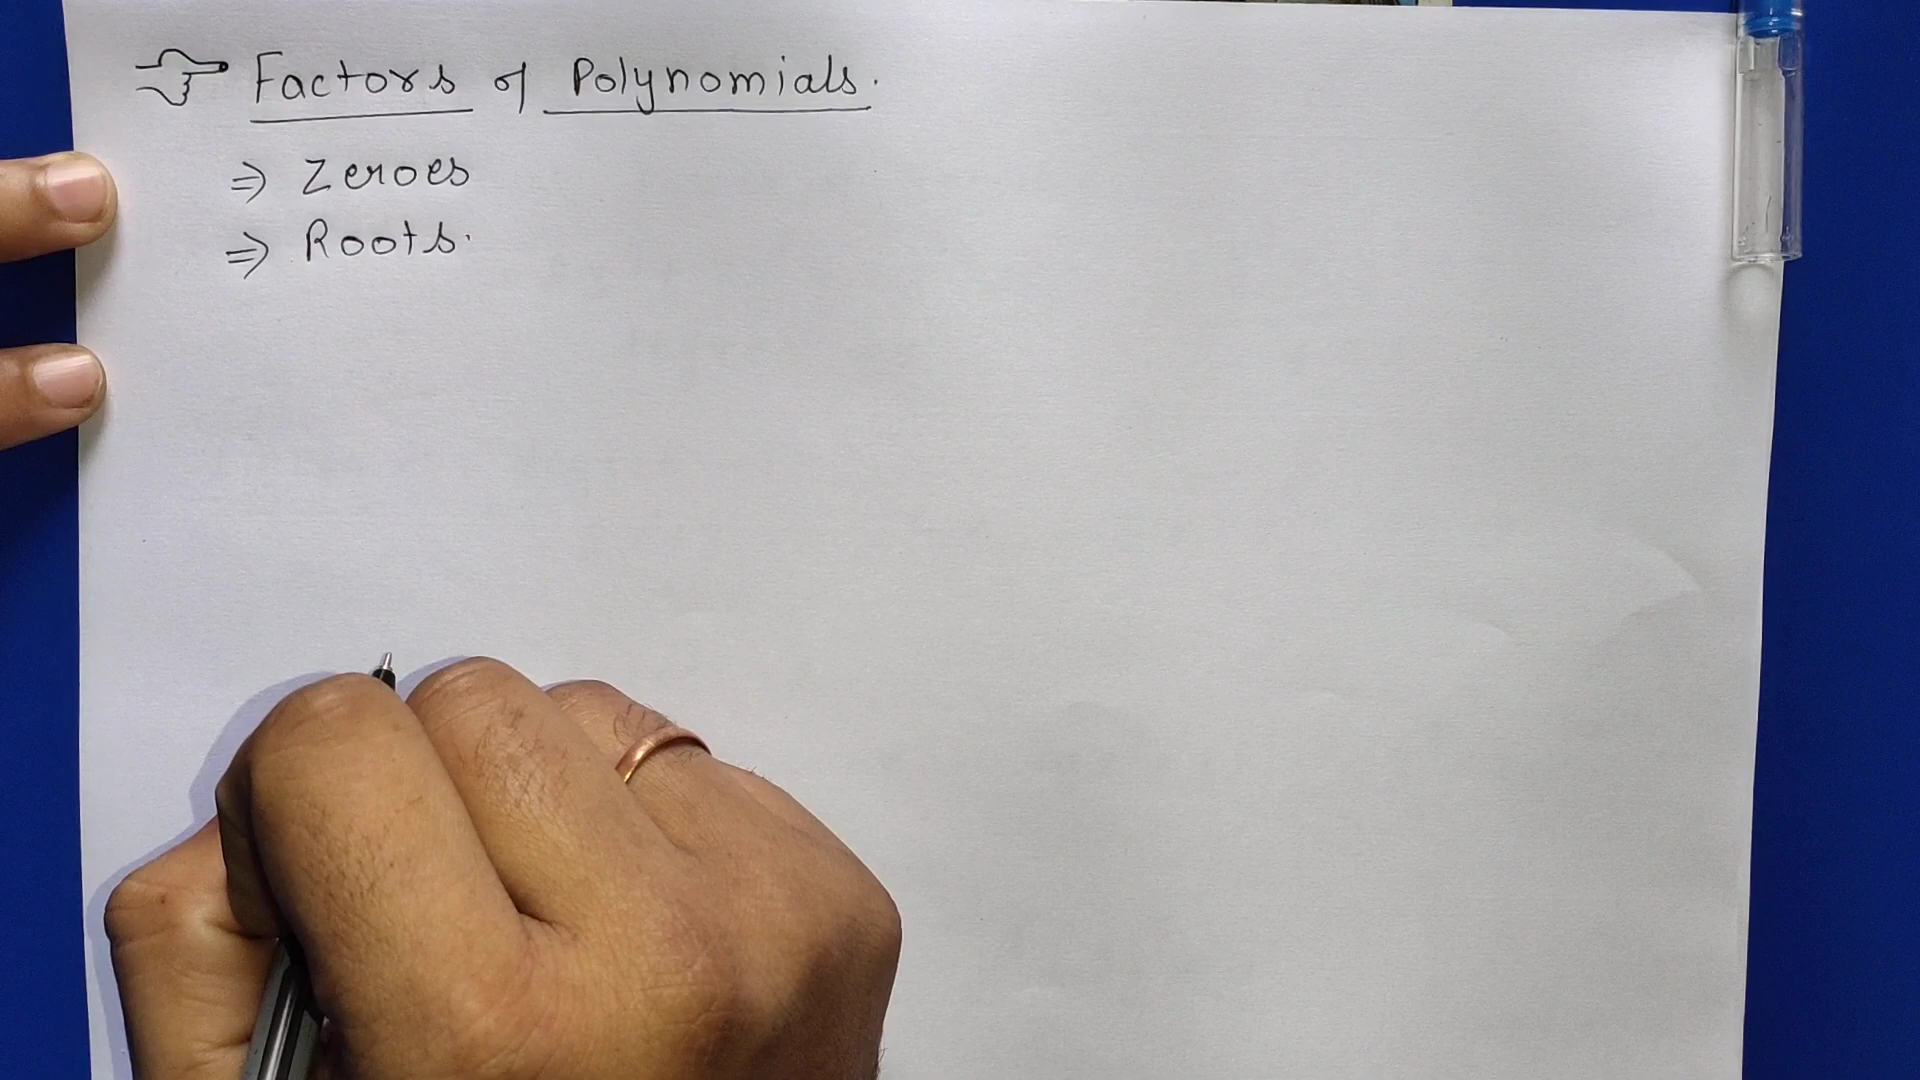 Factors of Polynomials.
⇒ Zeroes
⇒ Roots.